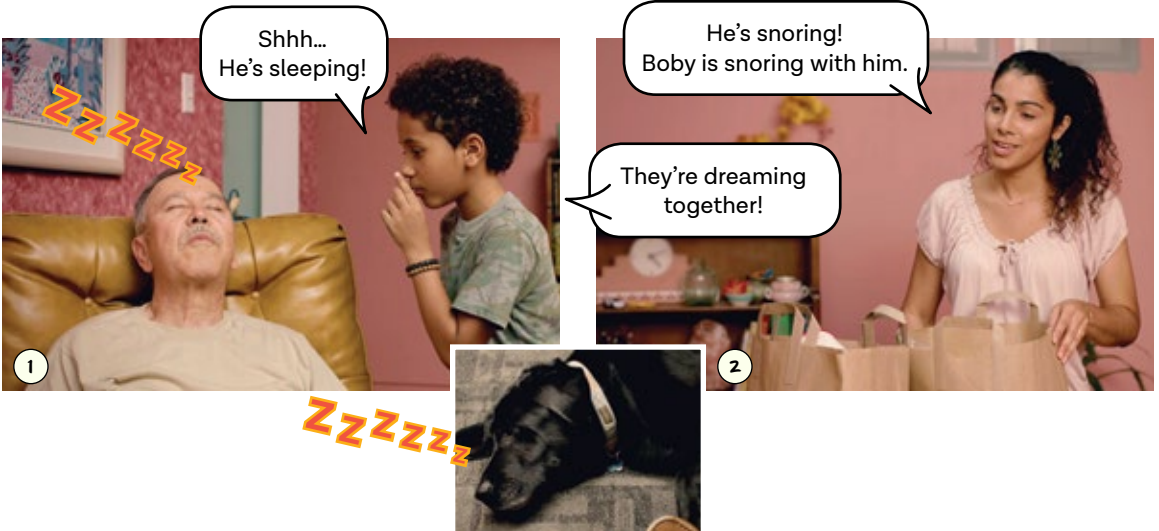 Shhh...
He's sleeping!
ZZZZZZ
1
He's snoring!
Boby is snoring with him.
They're dreaming
together!
2
ZZZZZZ